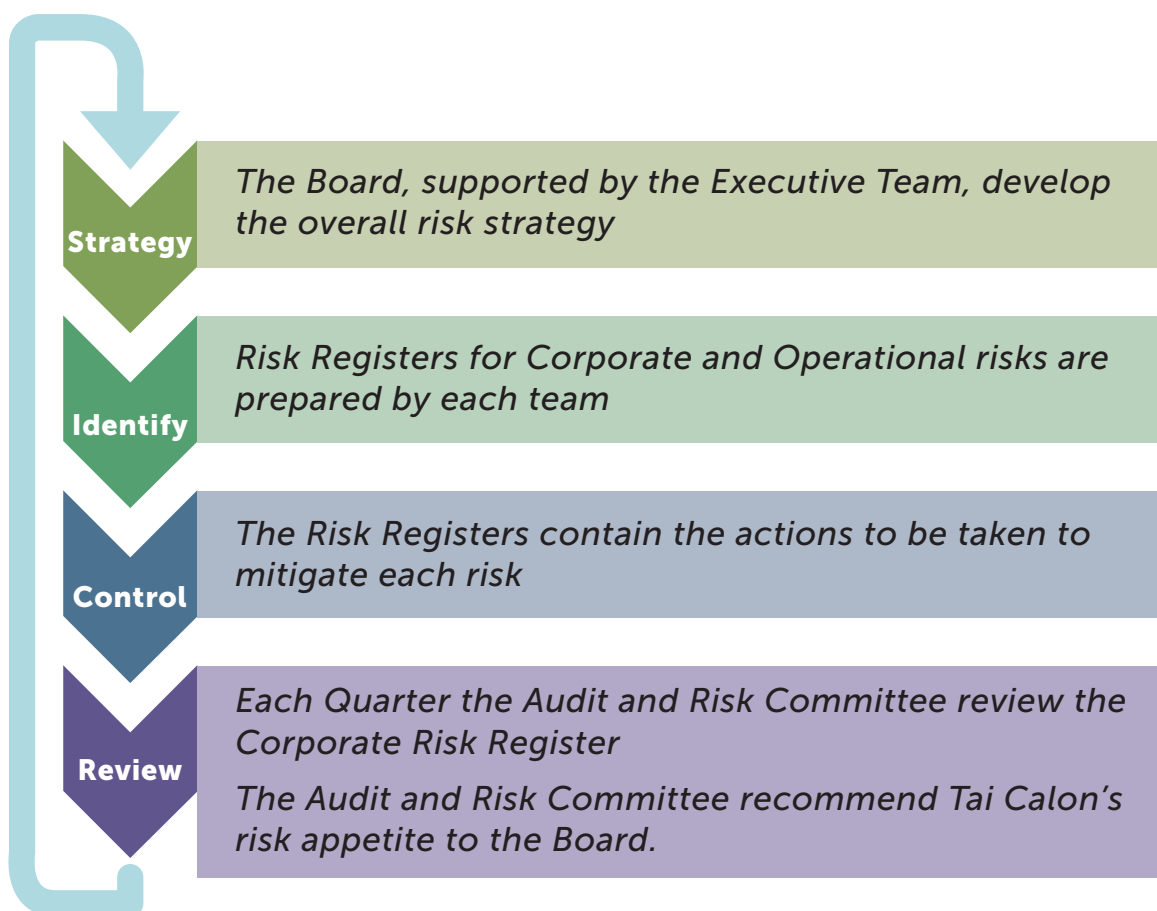 Strategy
The Board, supported by the Executive Team, develop
the overall risk strategy
Identify
Risk Registers for Corporate and Operational risks are
prepared by each team
Control
The Risk Registers contain the actions to be taken to
mitigate each risk
Review
Each Quarter the Audit and Risk Committee review the
Corporate Risk Register
The Audit and Risk Committee recommend Tai Calon’s
risk appetite to the Board.